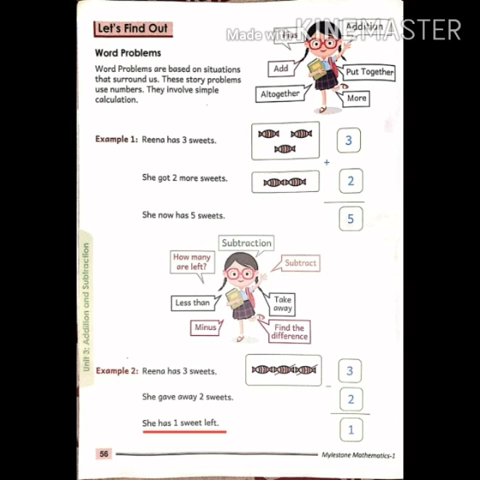 Made with KINEMASTER
Let's Find Out
Word Problems
Word Problems are based on situations
that surround us. These story problems
use numbers. They involve simple
calculation.
Plus
Addition
Add
Put Together
Altogether
More
Example 1: Reena has 3 sweets.
3
+
She got 2 more sweets.
2
She now has 5 sweets.
5
Subtraction
How many
are left?
Subtract
Less than
Take
away
Minus
Find the
difference
Unit 3: Addition and Subtraction
Example 2: Reena has 3 sweets.
3
-
She gave away 2 sweets.
2
She has 1 sweet left.
1
56
Mylestone Mathematics-1